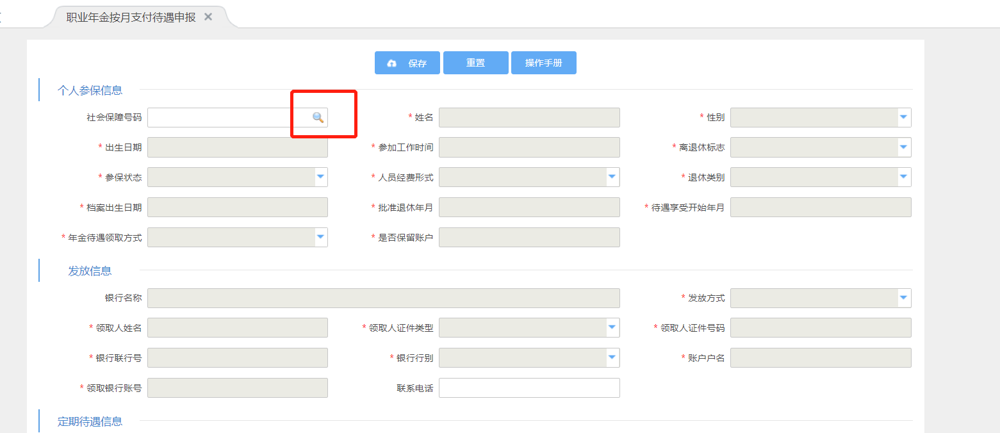 职业年金按月支付待遇申报 ✕
保存 重置 操作手册
个人参保信息
社会保障号码 * 姓名 * 性别
* 出生日期 * 参加工作时间 * 离退休标志
* 参保状态 * 人员经费形式 * 退休类别
* 档案出生日期 * 批准退休年月 * 待遇享受开始年月
* 年金待遇领取方式 * 是否保留账户
发放信息
银行名称 * 发放方式
* 领取人姓名 * 领取人证件类型 * 领取人证件号码
* 银行联行号 * 银行行别 * 账户户名
* 领取银行账号 联系电话
定期待遇信息